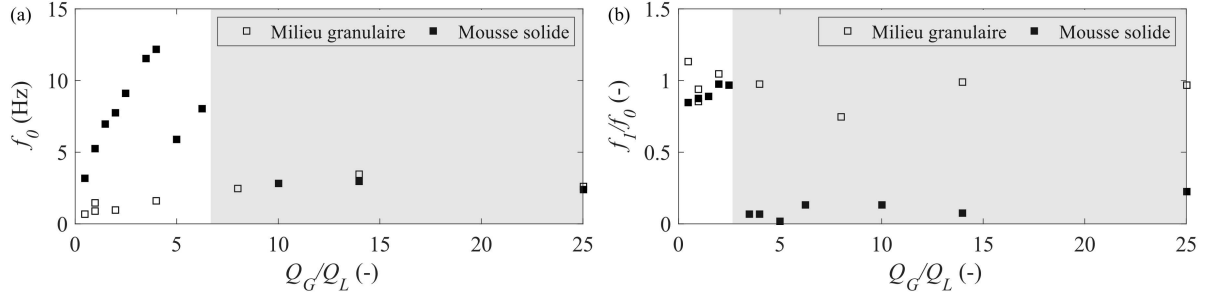 (a)
15
10
5
0
f0 (Hz)
□ Milieu granulaire ■ Mousse solide
0 5 10 15 20 25
QG/QL (-)
(b)
1.5
1
0.5
0
f1/f0 (-)
□ Milieu granulaire ■ Mousse solide
0 5 10 15 20 25
QG/QL (-)